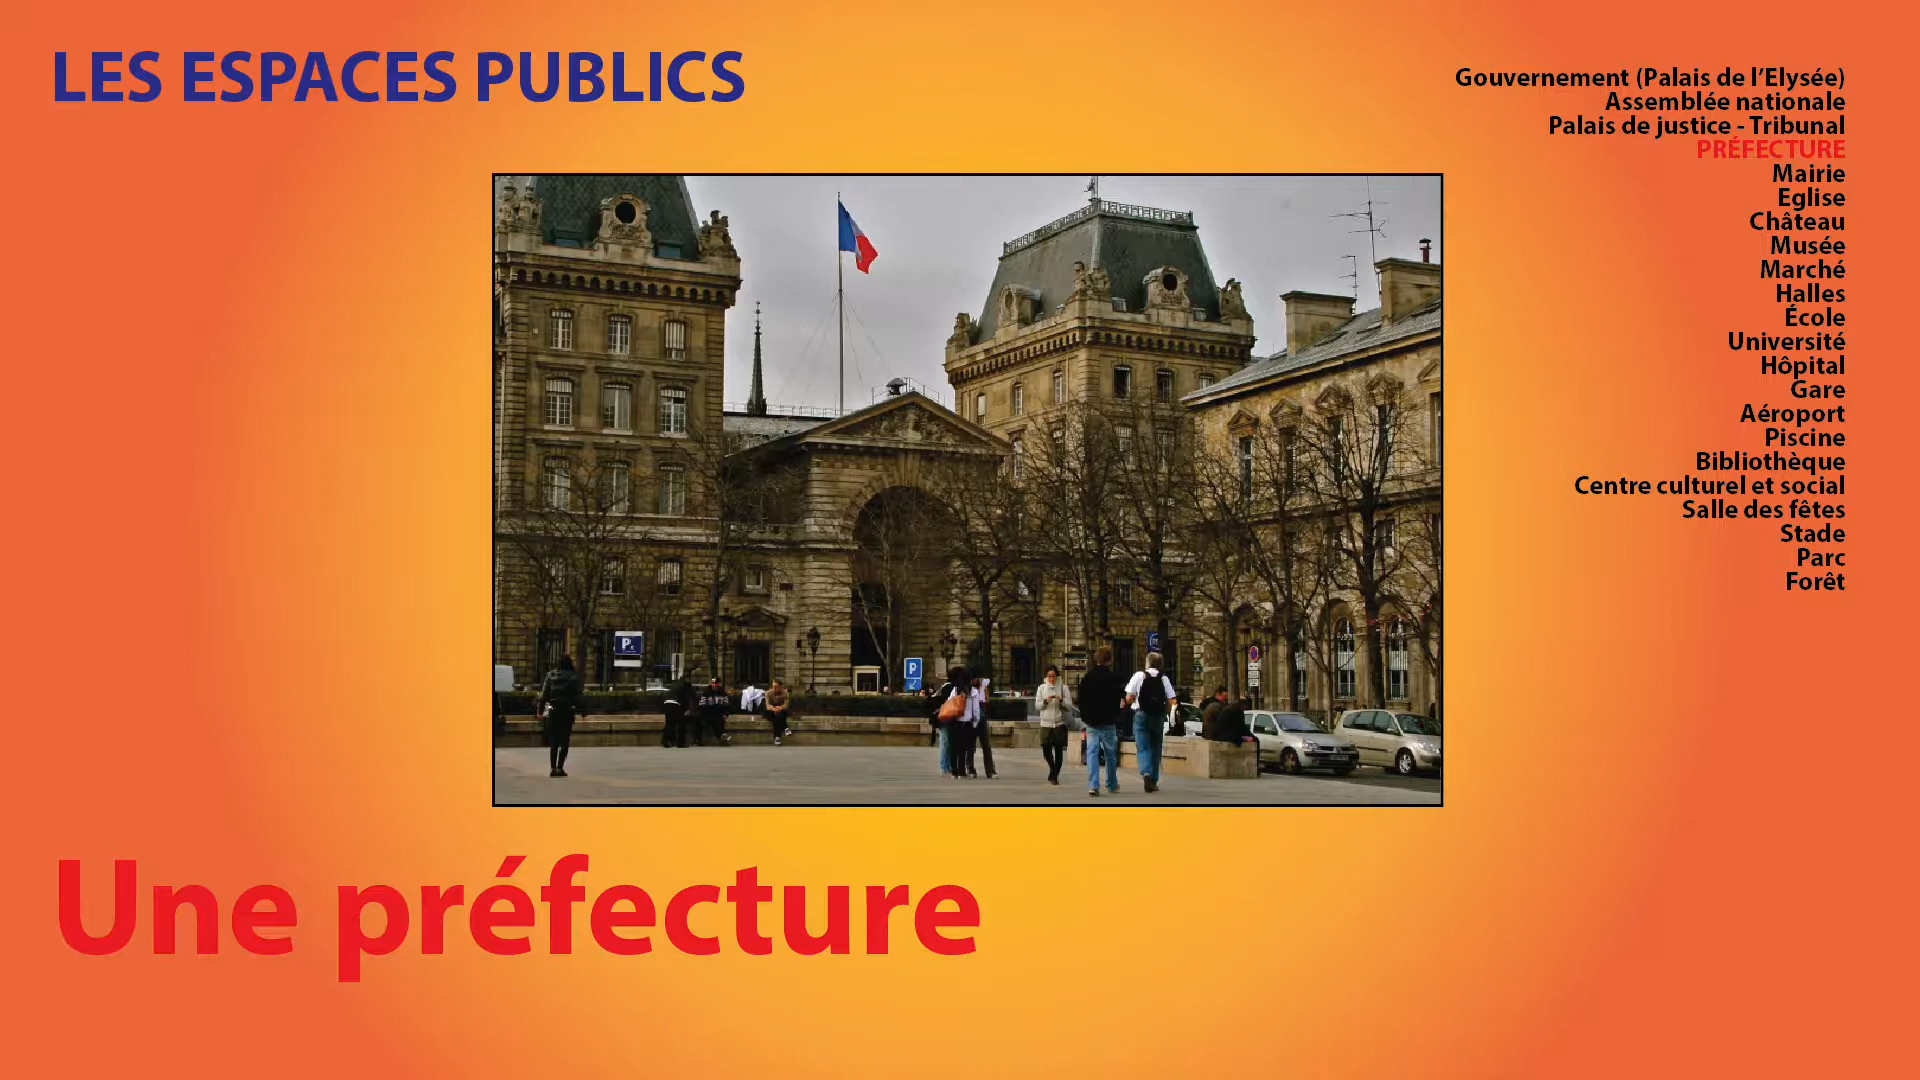 LES ESPACES PUBLICS
Gouvernement (Palais de l’Elysée)
Assemblée nationale
Palais de justice - Tribunal
PRÉFECTURE
Mairie
Eglise
Château
Musée
Marché
Halles
École
Université
Hôpital
Gare
Aéroport
Piscine
Bibliothèque
Centre culturel et social
Salle des fêtes
Stade
Parc
Forêt
P
P
Une préfecture